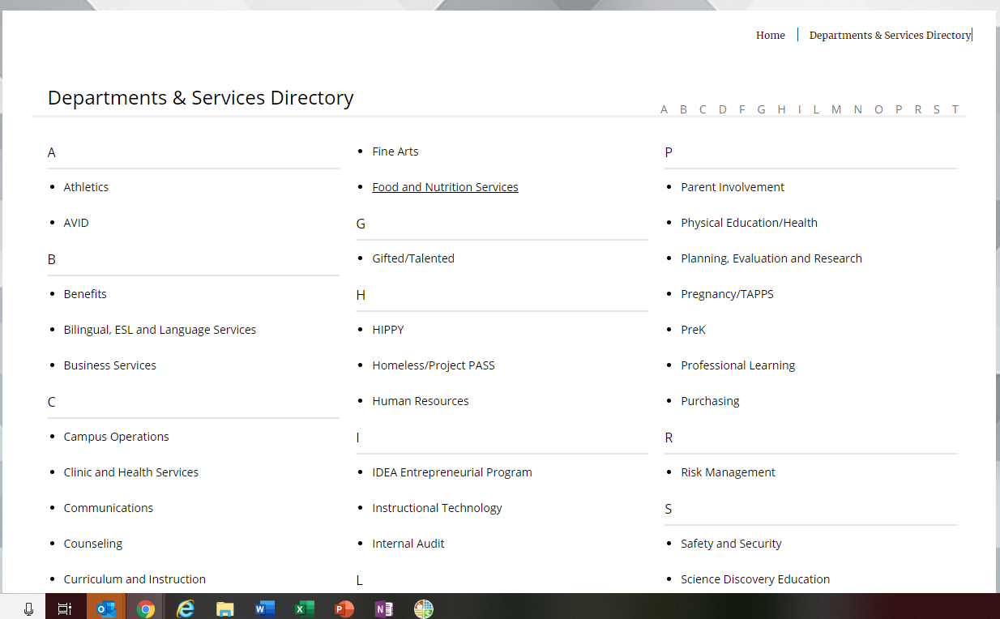 Home
Departments & Services Directory
Departments & Services Directory
A B C D F G H I L M N O P R S T
A
Athletics
AVID
B
Benefits
Bilingual, ESL and Language Services
Business Services
C
Campus Operations
Clinic and Health Services
Communications
Counseling
Curriculum and Instruction
Fine Arts
Food and Nutrition Services
G
Gifted/Talented
H
HIPPY
Homeless/Project PASS
Human Resources
I
IDEA Entrepreneurial Program
Instructional Technology
Internal Audit
L
P
Parent Involvement
Physical Education/Health
Planning, Evaluation and Research
Pregnancy/TAPPS
PreK
Professional Learning
Purchasing
R
Risk Management
S
Safety and Security
Science Discovery Education